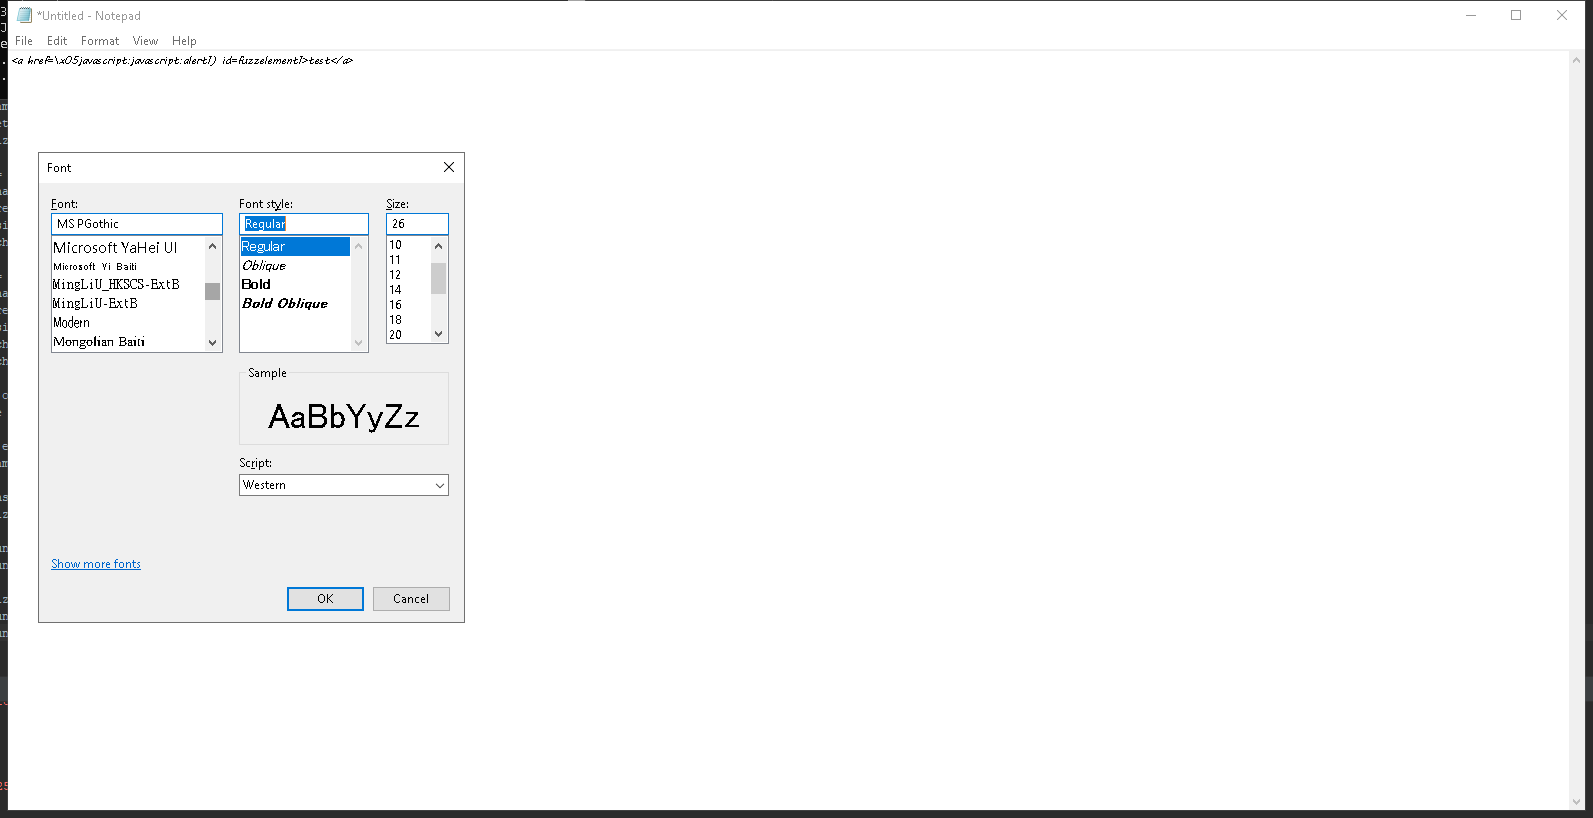 *Untitled - Notepad
File Edit Format View Help
<a href=\x05javascript:javascript:alert1) id=fuzzelement1>test</a>
Font
Font: Font style: Size:
MS PGothic Regular 26
Microsoft YaHei UI
Microsoft Yi Baiti
MingLiU_HKSCS-ExtB
MingLiU-ExtB
Modern
Mongolian Baiti
Regular
Oblique
Bold
Bold Oblique
10
11
12
14
16
18
20
Sample
AaBbYyZz
Script:
Western
Show more fonts
OK Cancel